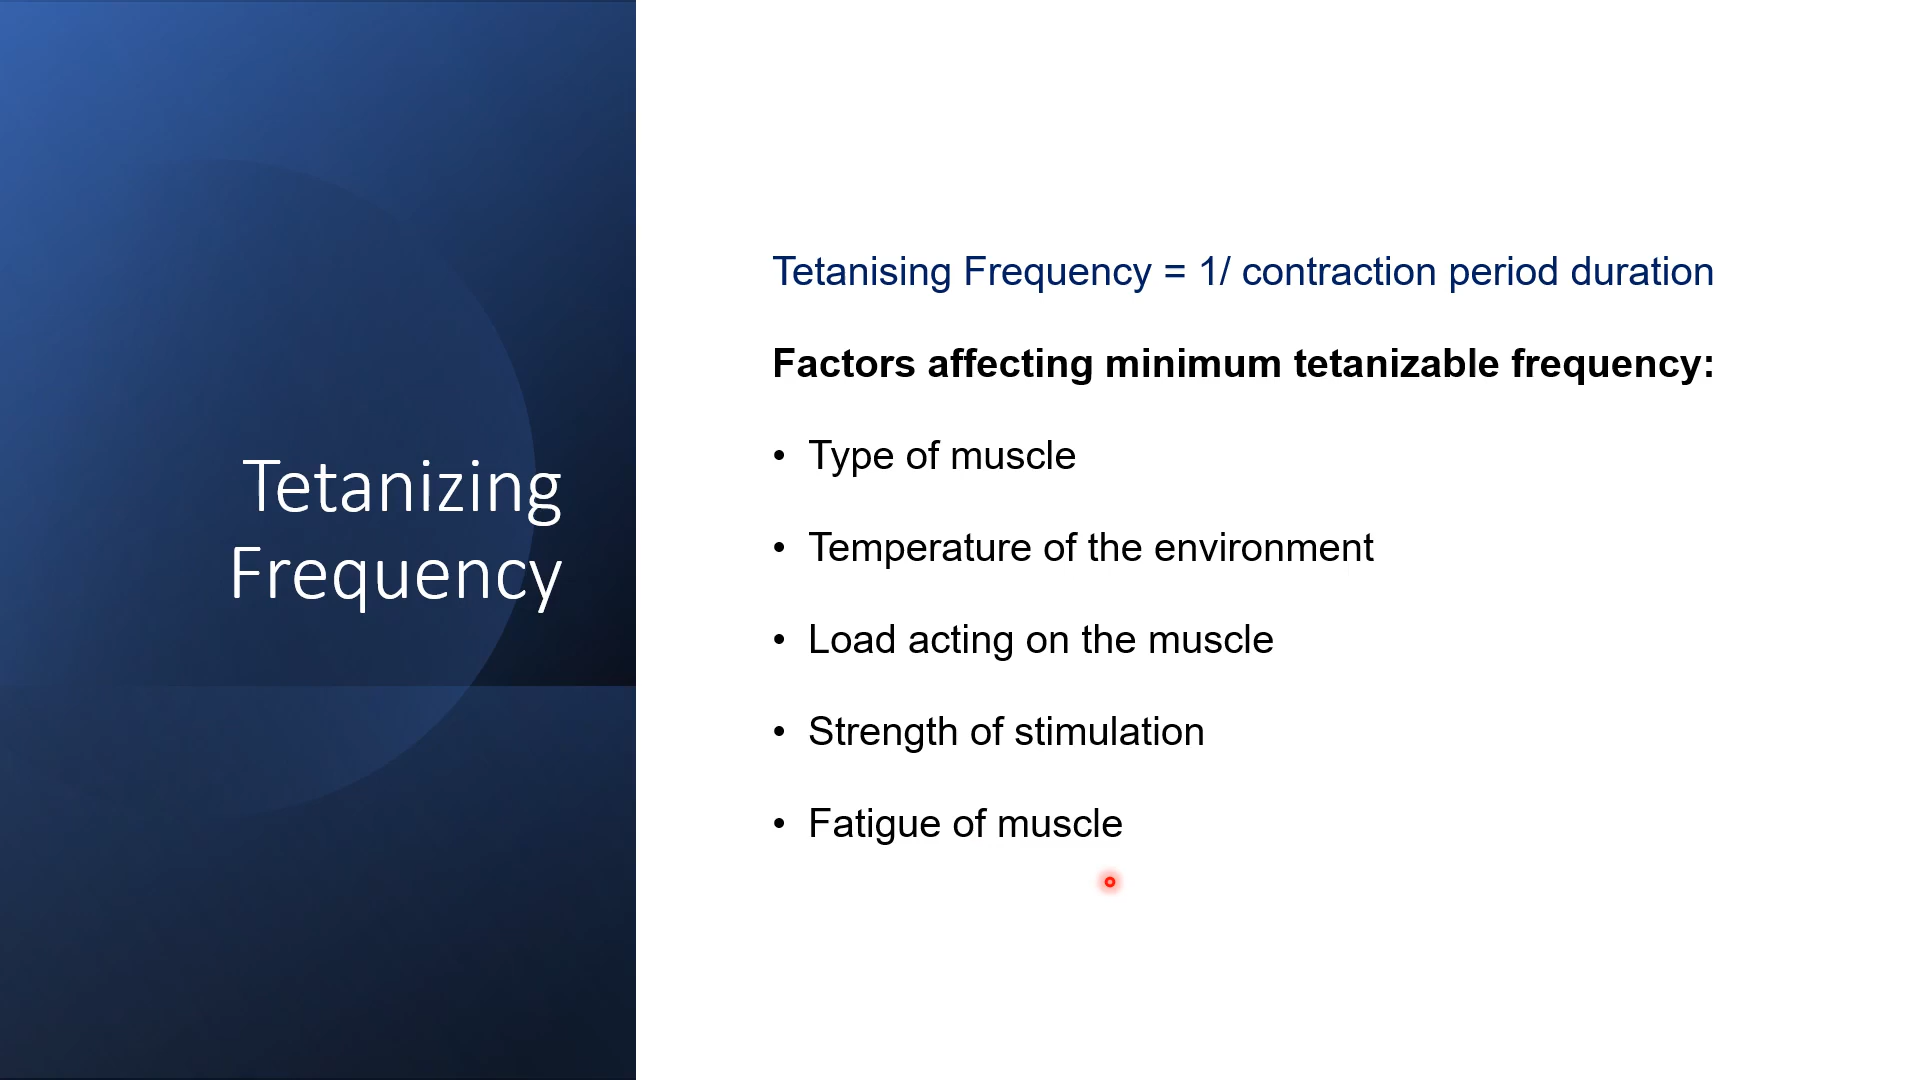 Tetanizing
Frequency
Tetanising Frequency = 1/ contraction period duration
Factors affecting minimum tetanizable frequency:
• Type of muscle
• Temperature of the environment
• Load acting on the muscle
• Strength of stimulation
• Fatigue of muscle